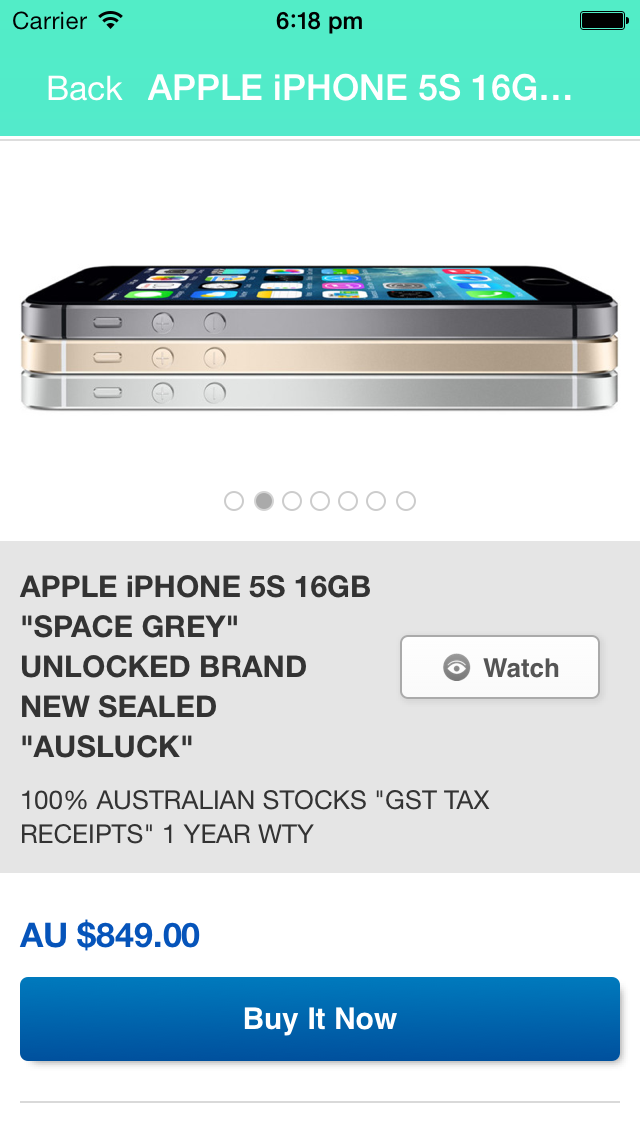 Carrier 6:18 pm
Back APPLE iPHONE 5S 16G...
APPLE iPHONE 5S 16GB
"SPACE GREY"
UNLOCKED BRAND
NEW SEALED
"AUSLUCK"
Watch
100% AUSTRALIAN STOCKS "GST TAX
RECEIPTS" 1 YEAR WTY
AU $849.00
Buy It Now